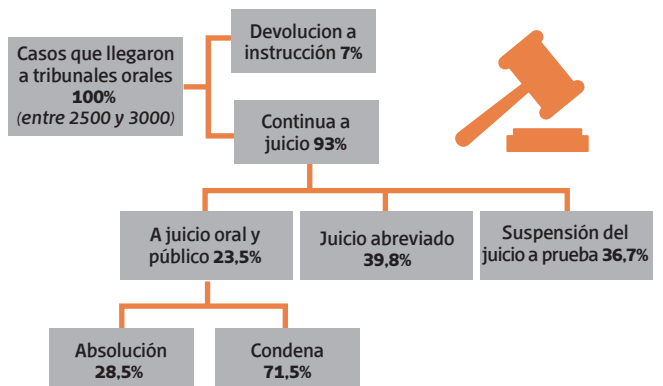 Casos que llegaron
a tribunales orales
100%
(entre 2500 y 3000)
Devolucion a
instrucción 7%
Continua a
juicio 93%
A juicio oral y
público 23,5%
Juicio abreviado
39,8%
Suspensión del
juicio a prueba 36,7%
Absolución
28,5%
Condena
71,5%